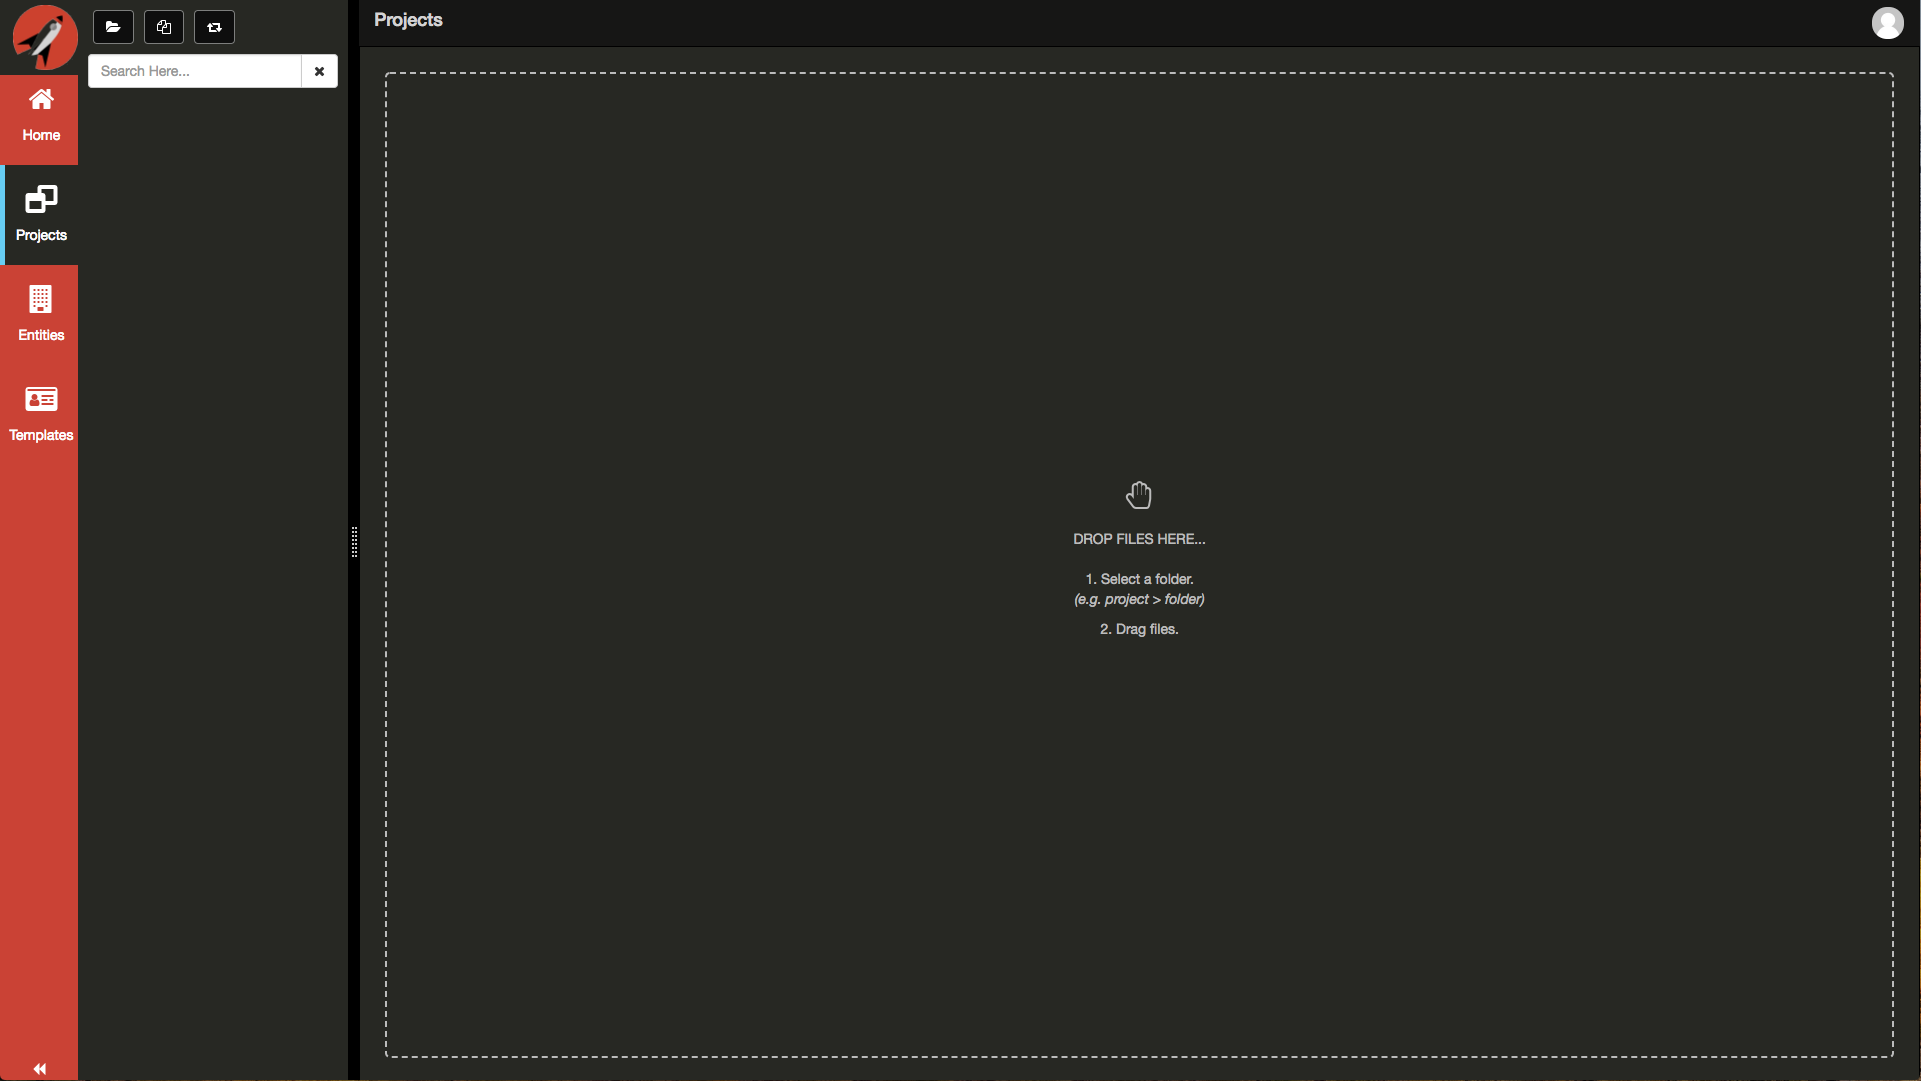 Projects
Search Here...
Home
Projects
Entities
Templates
DROP FILES HERE...
1. Select a folder.
(e.g. project > folder)
2. Drag files.